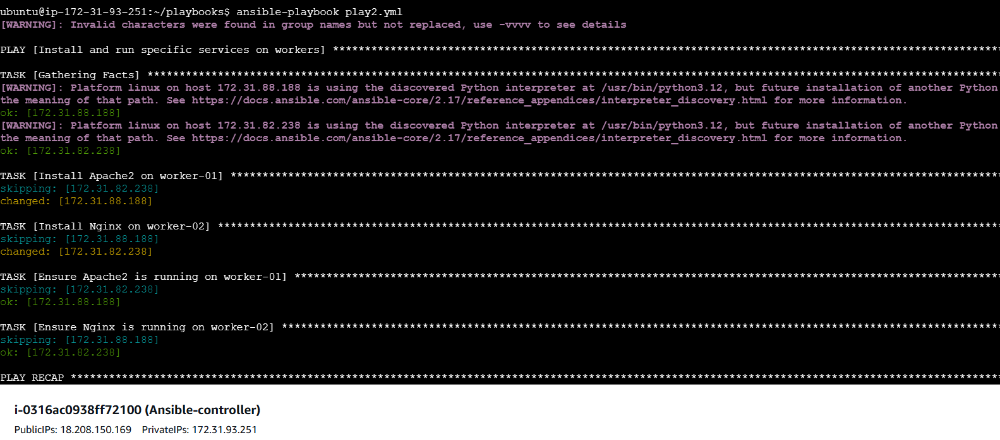 ubuntu@ip-172-31-93-251:~/playbooks$ ansible-playbook play2.yml
[WARNING]: Invalid characters were found in group names but not replaced, use -vvvv to see details
PLAY [Install and run specific services on workers] ********************************************************************************************************
TASK [Gathering Facts] *************************************************************************************************************************************
[WARNING]: Platform linux on host 172.31.88.188 is using the discovered Python interpreter at /usr/bin/python3.12, but future installation of another Python
the meaning of that path. See https://docs.ansible.com/ansible-core/2.17/reference_appendices/interpreter_discovery.html for more information.
ok: [172.31.88.188]
[WARNING]: Platform linux on host 172.31.82.238 is using the discovered Python interpreter at /usr/bin/python3.12, but future installation of another Python
the meaning of that path. See https://docs.ansible.com/ansible-core/2.17/reference_appendices/interpreter_discovery.html for more information.
ok: [172.31.82.238]
TASK [Install Apache2 on worker-01] ************************************************************************************************************************
skipping: [172.31.82.238]
changed: [172.31.88.188]
TASK [Install Nginx on worker-02] **************************************************************************************************************************
skipping: [172.31.88.188]
changed: [172.31.82.238]
TASK [Ensure Apache2 is running on worker-01] **************************************************************************************************************
skipping: [172.31.82.238]
ok: [172.31.88.188]
TASK [Ensure Nginx is running on worker-02] ****************************************************************************************************************
skipping: [172.31.88.188]
ok: [172.31.82.238]
PLAY RECAP *************************************************************************************************************************************************
i-0316ac0938ff72100 (Ansible-controller)
PublicIPs: 18.208.150.169 PrivateIPs: 172.31.93.251